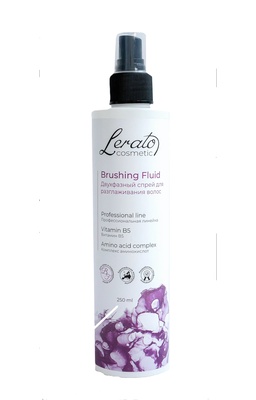 Lerato
cosmetic
Brushing Fluid
Двухфазный спрей для
разглаживания волос
Professional line
Профессиональная линейка
Vitamin B5
Витамин B5
Amino acid complex
Комплекс аминокислот
250 ml